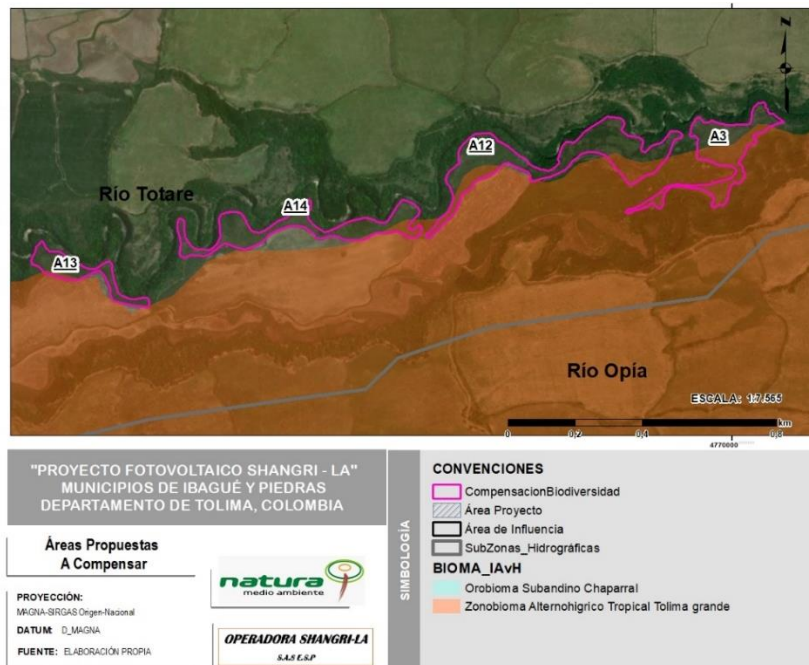 Z
A3
A12
Río Totare
A14
A13
Río Opía
ESCALA: 1:7.565
km
0 0,2 0,4 0,6
4770000
"PROYECTO FOTOVOLTAICO SHANGRI - LA"
MUNICIPIOS DE IBAGUÉ Y PIEDRAS
DEPARTAMENTO DE TOLIMA, COLOMBIA
Áreas Propuestas
A Compensar
PROYECCIÓN:
MAGNA-SIRGAS Origen-Nacional
DATUM: D_MAGNA
FUENTE: ELABORACIÓN PROPIA
natura
medio ambiente
OPERADORA SHANGRI-LA
S.A.S E.S.P
SIMBOLOGÍA
CONVENCIONES
CompensacionBiodiversidad
Área Proyecto
Área de Influencia
SubZonas_Hidrográficas
BIOMA_IAvH
Orobioma Subandino Chaparral
Zonobioma Alternohigrico Tropical Tolima grande